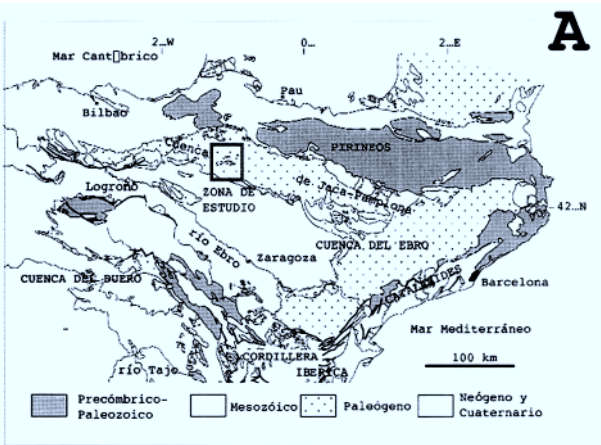 A
2…W
0…
2…E
Mar Cant▯brico
Pau
Bilbao
PIRINEOS
Cuenca
de Jaca-Pamplona
Logroño
ZONA DE
ESTUDIO
42…N
CUENCA DEL EBRO
río Ebro
Zaragoza
CUENCA DEL DUERO
CATALANIDES
Barcelona
Mar Mediterráneo
CORDILLERA
IBERICA
río Tajo
100 km
Precómbrico-
Paleozoico
Mesozóico
Paleógeno
Neógeno y
Cuaternario